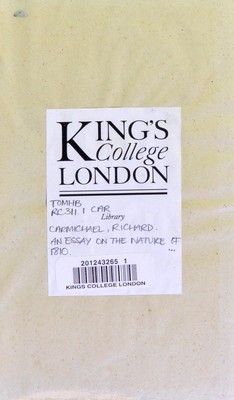 KING'S
College
LONDON
TOMHB
RC311.1 CAR
Library
CARMICHAEL, RICHARD.
AN ESSAY ON THE NATURE OF
1810. ...
201243265 1
KINGS COLLEGE LONDON